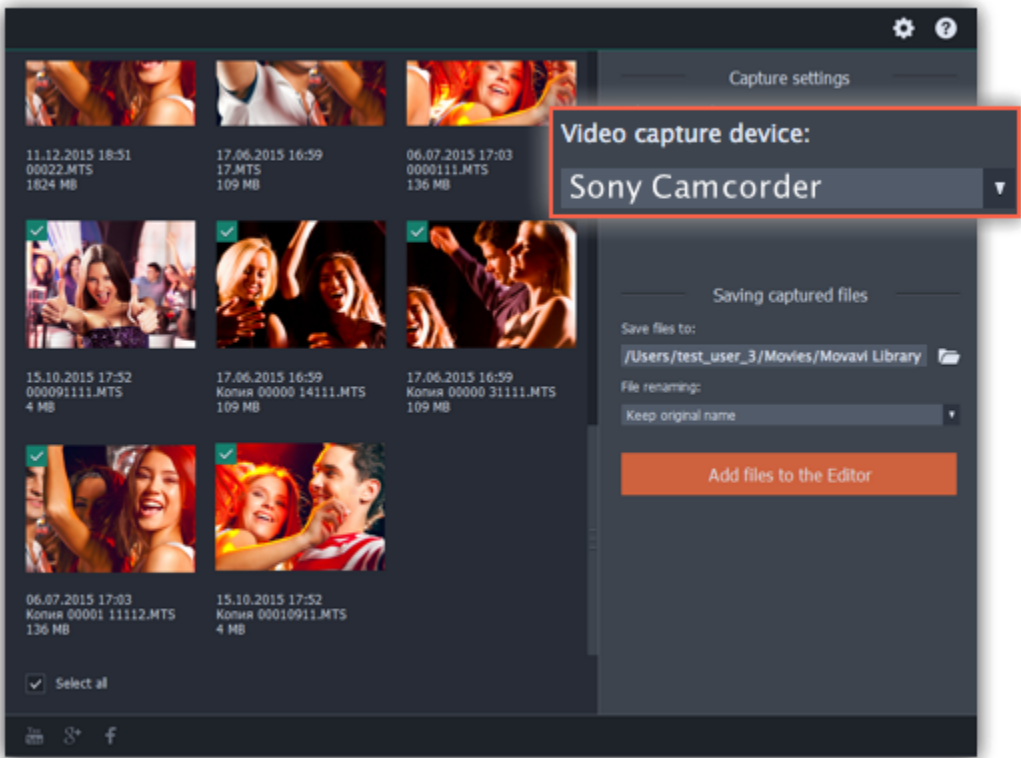 Capture settings
Video capture device:
Sony Camcorder
11.12.2015 18:51
00022.MTS
1824 MB
17.06.2015 16:59
17.MTS
109 MB
06.07.2015 17:03
0000111.MTS
136 MB
15.10.2015 17:52
000091111.MTS
4 MB
17.06.2015 16:59
Копия 00000 14111.MTS
109 MB
17.06.2015 16:59
Копия 00000 31111.MTS
109 MB
06.07.2015 17:03
Копия 00001 11112.MTS
136 MB
15.10.2015 17:52
Копия 00010911.MTS
4 MB
Select all
Saving captured files
Save files to:
/Users/test_user_3/Movies/Movavi Library
File renaming:
Keep original name
Add files to the Editor